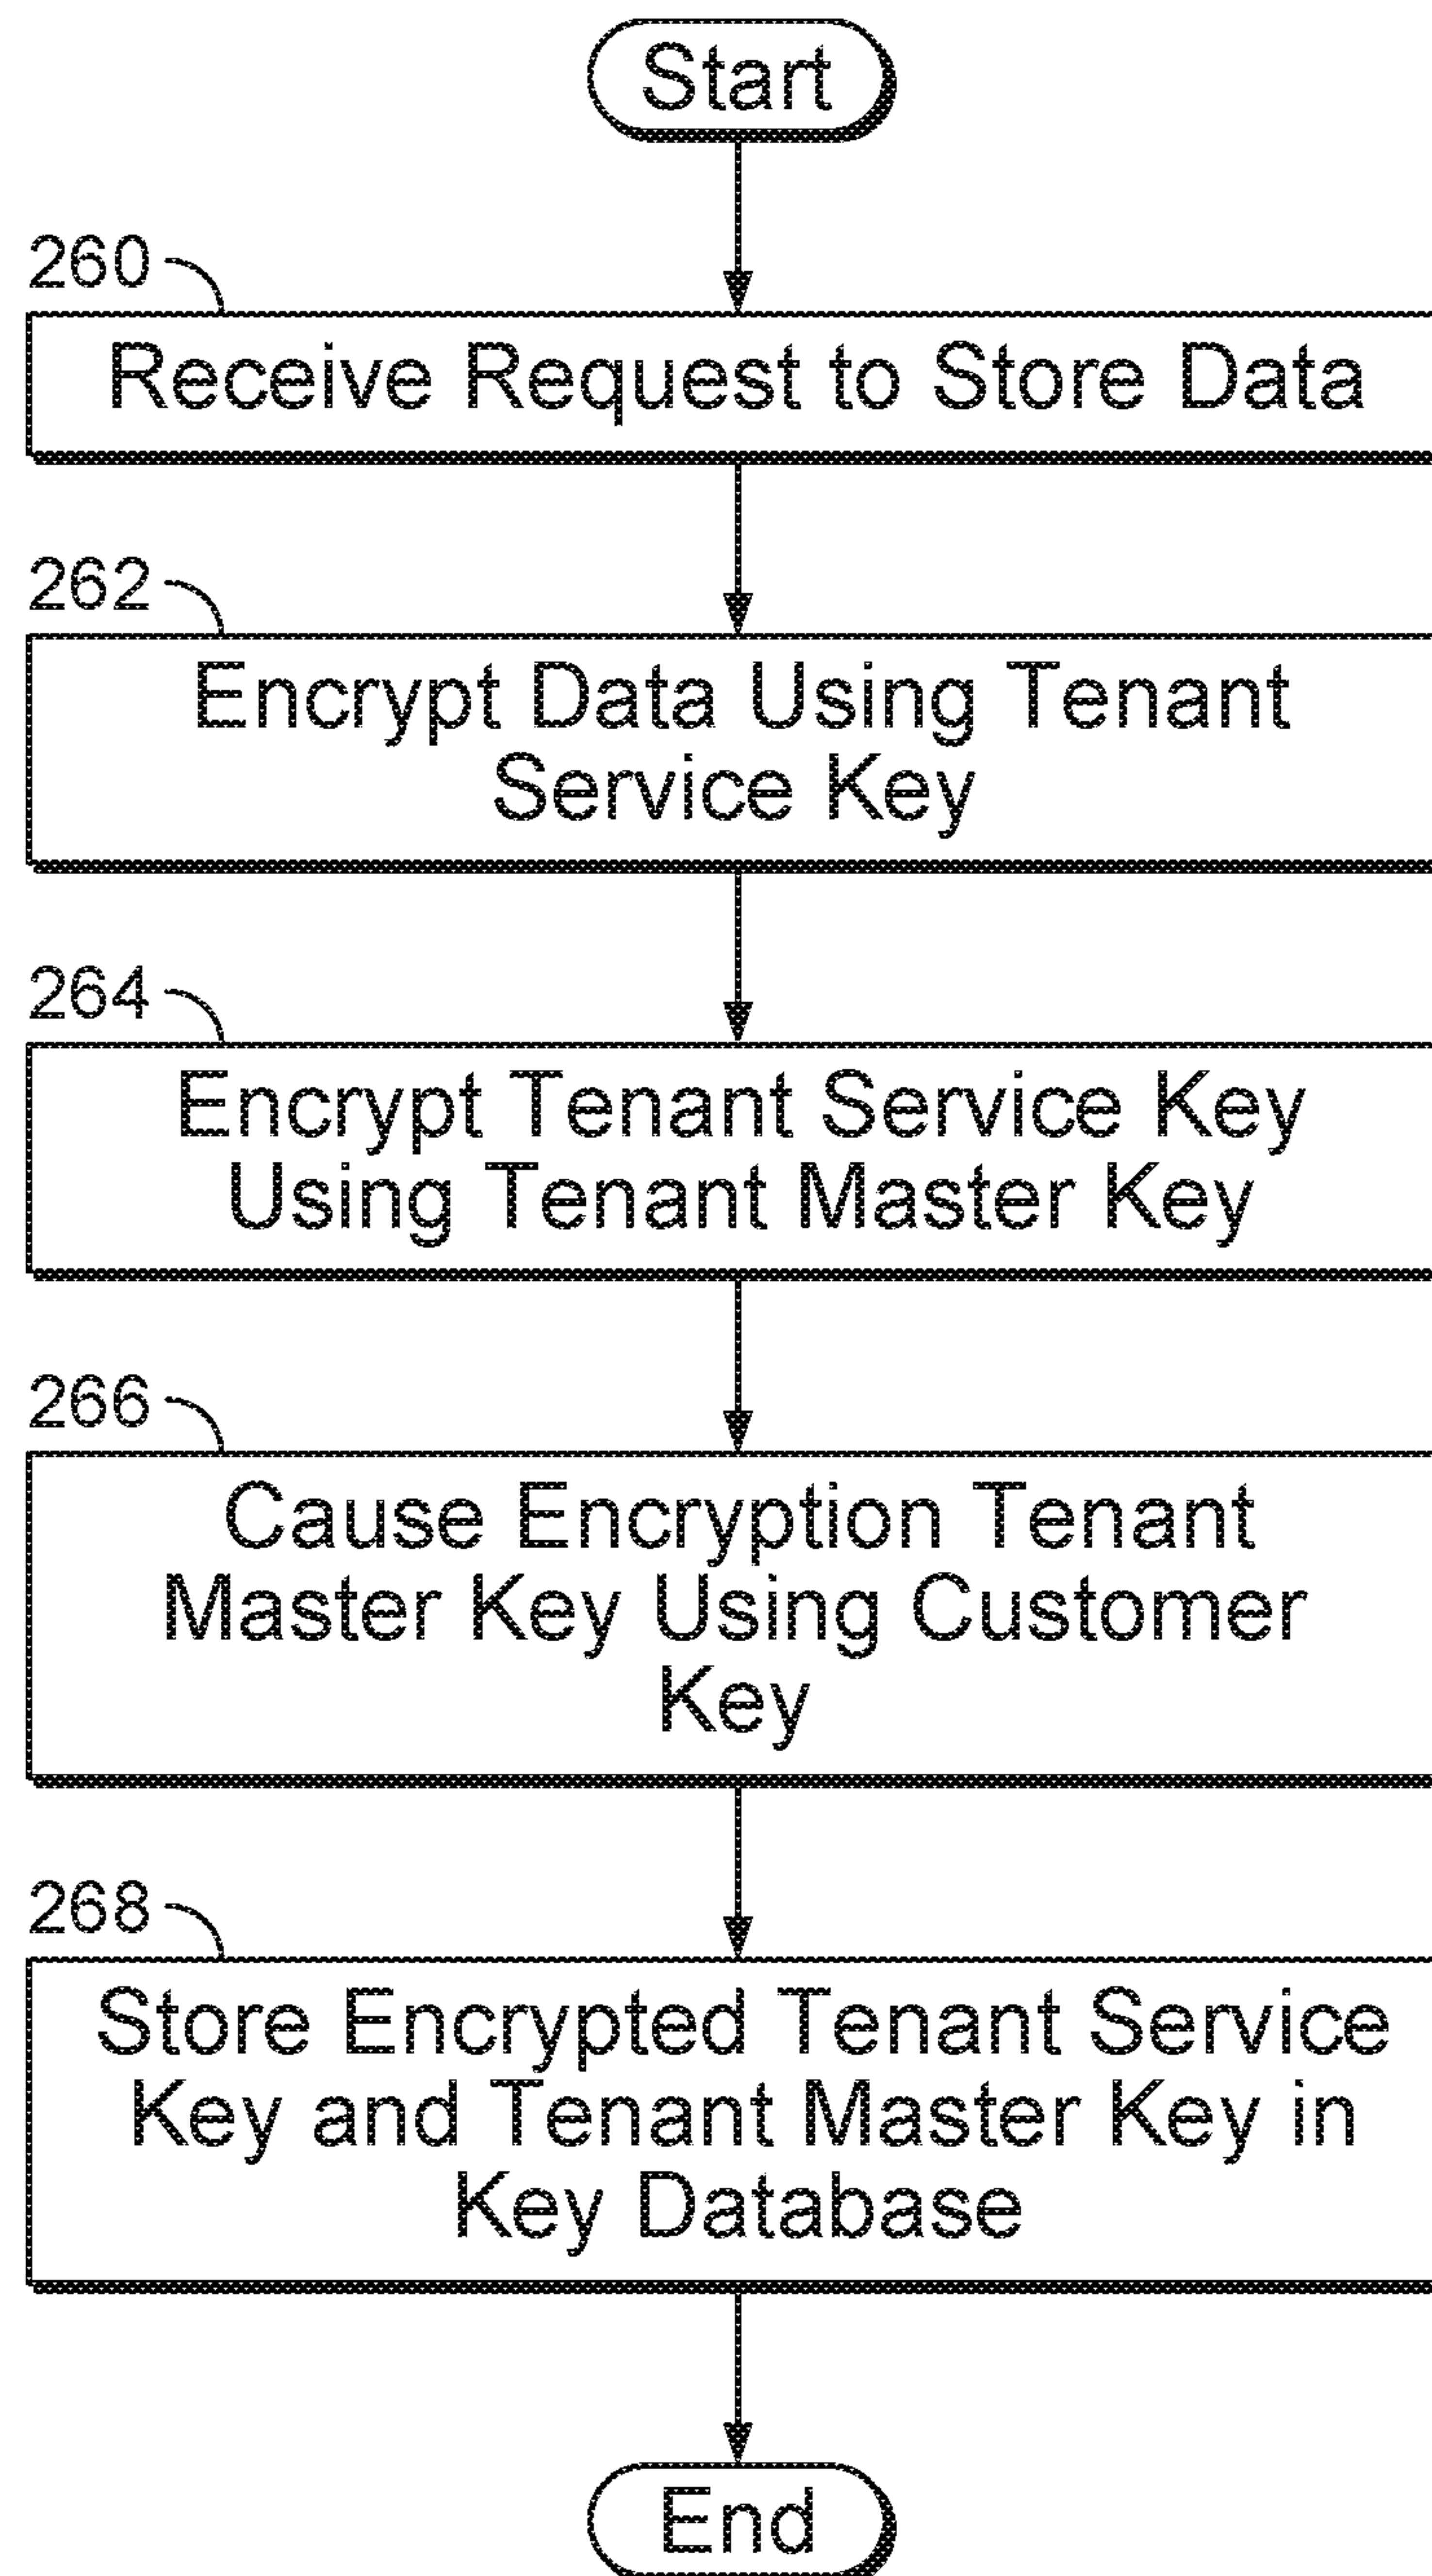 Start
260
Receive Request to Store Data
262
Encrypt Data Using Tenant
Service Key
264
Encrypt Tenant Service Key
Using Tenant Master Key
266
Cause Encryption Tenant
Master Key Using Customer
Key
268
Store Encrypted Tenant Service
Key and Tenant Master Key in
Key Database
End